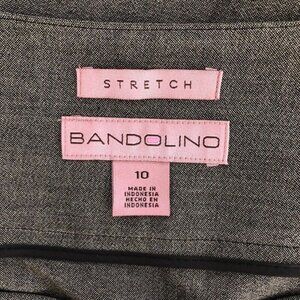 STRETCH
BANDOLINO
10
MADE IN
INDONESIA
HECHO EN
INDONESIA